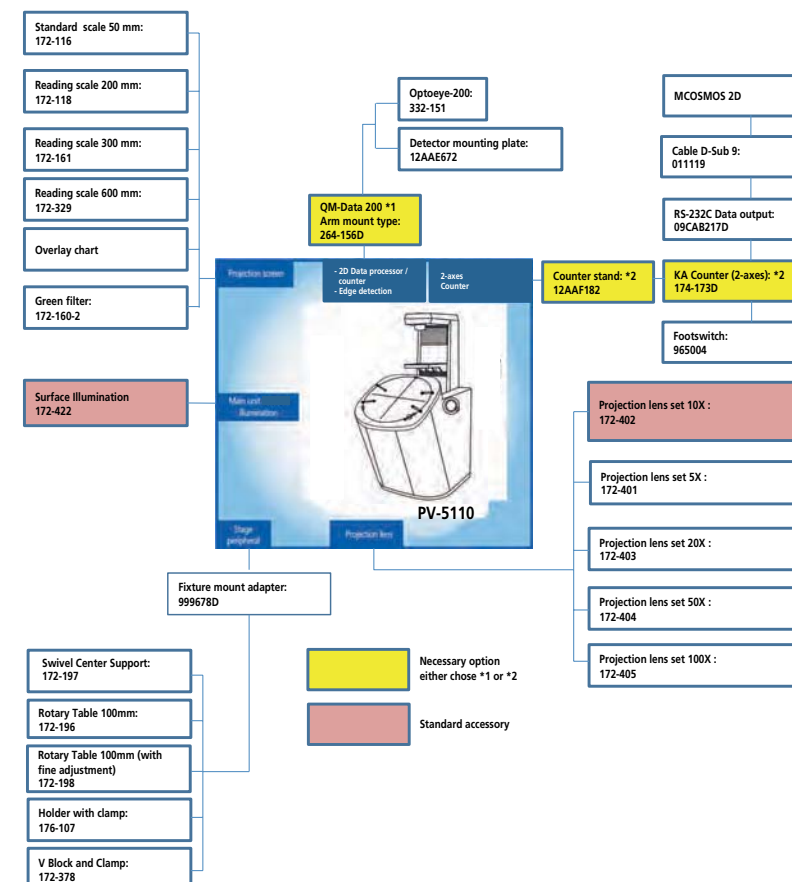 Standard scale 50 mm:
172-116
Reading scale 200 mm:
172-118
Reading scale 300 mm:
172-161
Reading scale 600 mm:
172-329
Overlay chart
Green filter:
172-160-2
Surface Illumination
172-422
Optoeye-200:
332-151
Detector mounting plate:
12AAE672
QM-Data 200 *1
Arm mount type:
264-156D
MCOSMOS 2D
Cable D-Sub 9:
011119
RS-232C Data output:
09CAB217D
Counter stand: *2
12AAF182
KA Counter (2-axes): *2
174-173D
Footswitch:
965004
Projection screen
- 2D Data processor /
counter
- Edge detection
2-axes
Counter
Main unit
Illumination
PV-5110
Stage
peripheral
Projection lens
Projection lens set 10X :
172-402
Projection lens set 5X :
172-401
Projection lens set 20X :
172-403
Projection lens set 50X :
172-404
Projection lens set 100X :
172-405
Fixture mount adapter:
999678D
Swivel Center Support:
172-197
Rotary Table 100mm:
172-196
Rotary Table 100mm (with
fine adjustment)
172-198
Holder with clamp:
176-107
V Block and Clamp:
172-378
Necessary option
either chose *1 or *2
Standard accessory